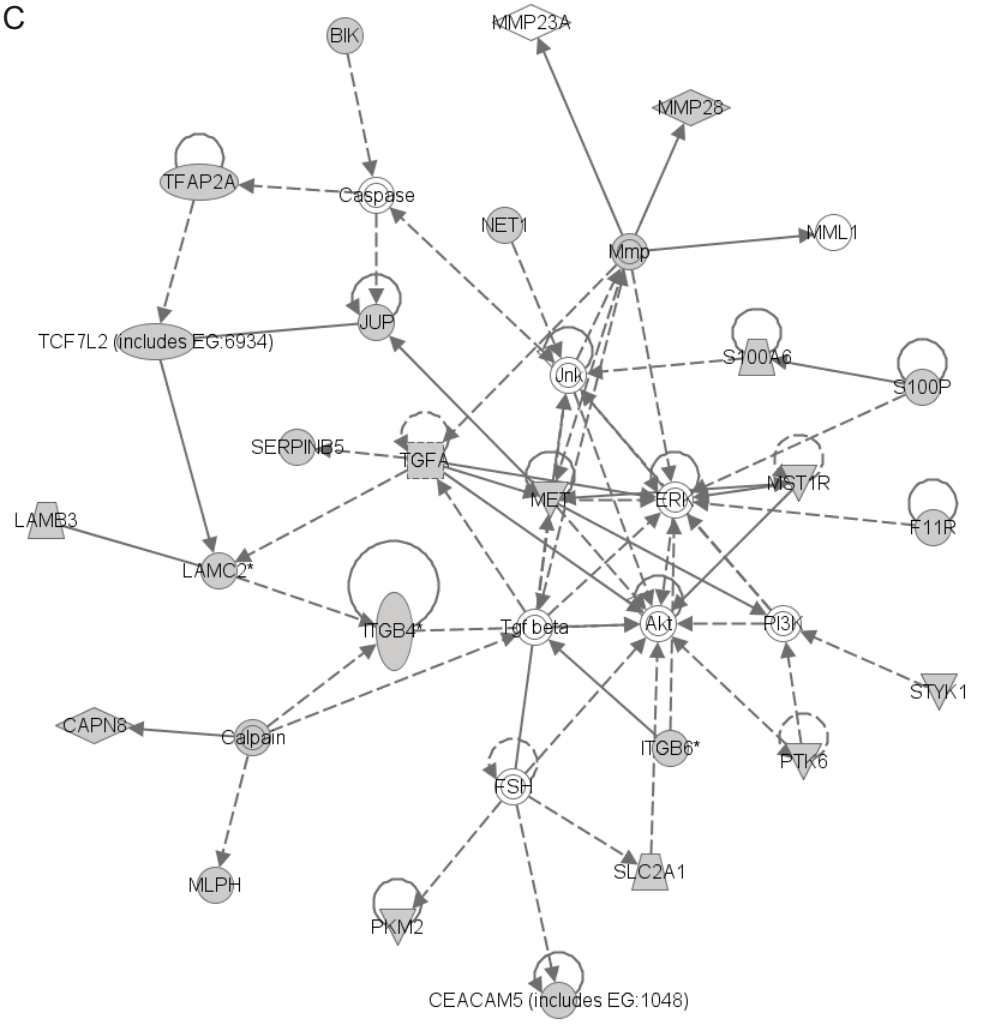 C
MMP23A
BIK
MMP28
TFAP2A
Caspase
NET1
MML1
Mmp
JUP
TCF7L2 (includes EG:6934)
S100A6
Jnk
S100P
SERPINB5
TGFA
MET
ERK
MST1R
LAMB3
F11R
LAMC2*
ITGB4*
Tgf beta
Akt
PI3K
STYK1
CAPN8
Calpain
ITGB6*
PTK6
FSH
SLC2A1
MLPH
PKM2
CEACAM5 (includes EG:1048)